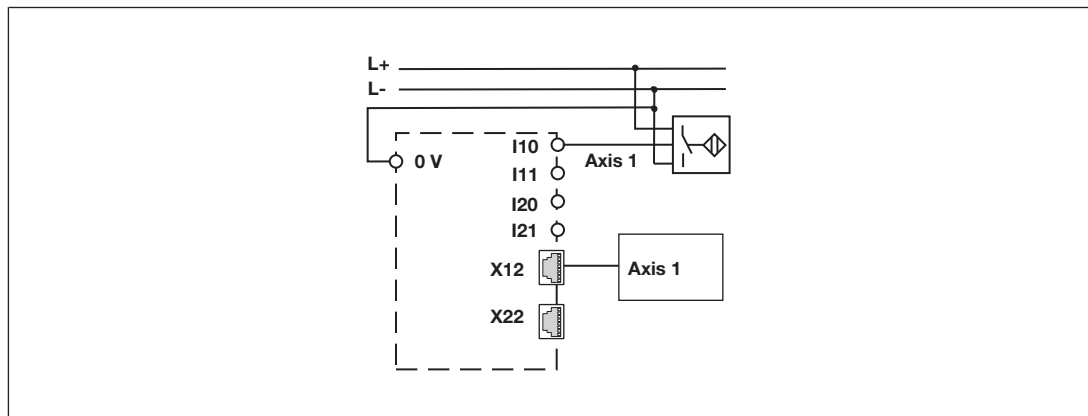 L+
L-
I10
0 V
Axis 1
I11
I20
I21
X12
Axis 1
X22